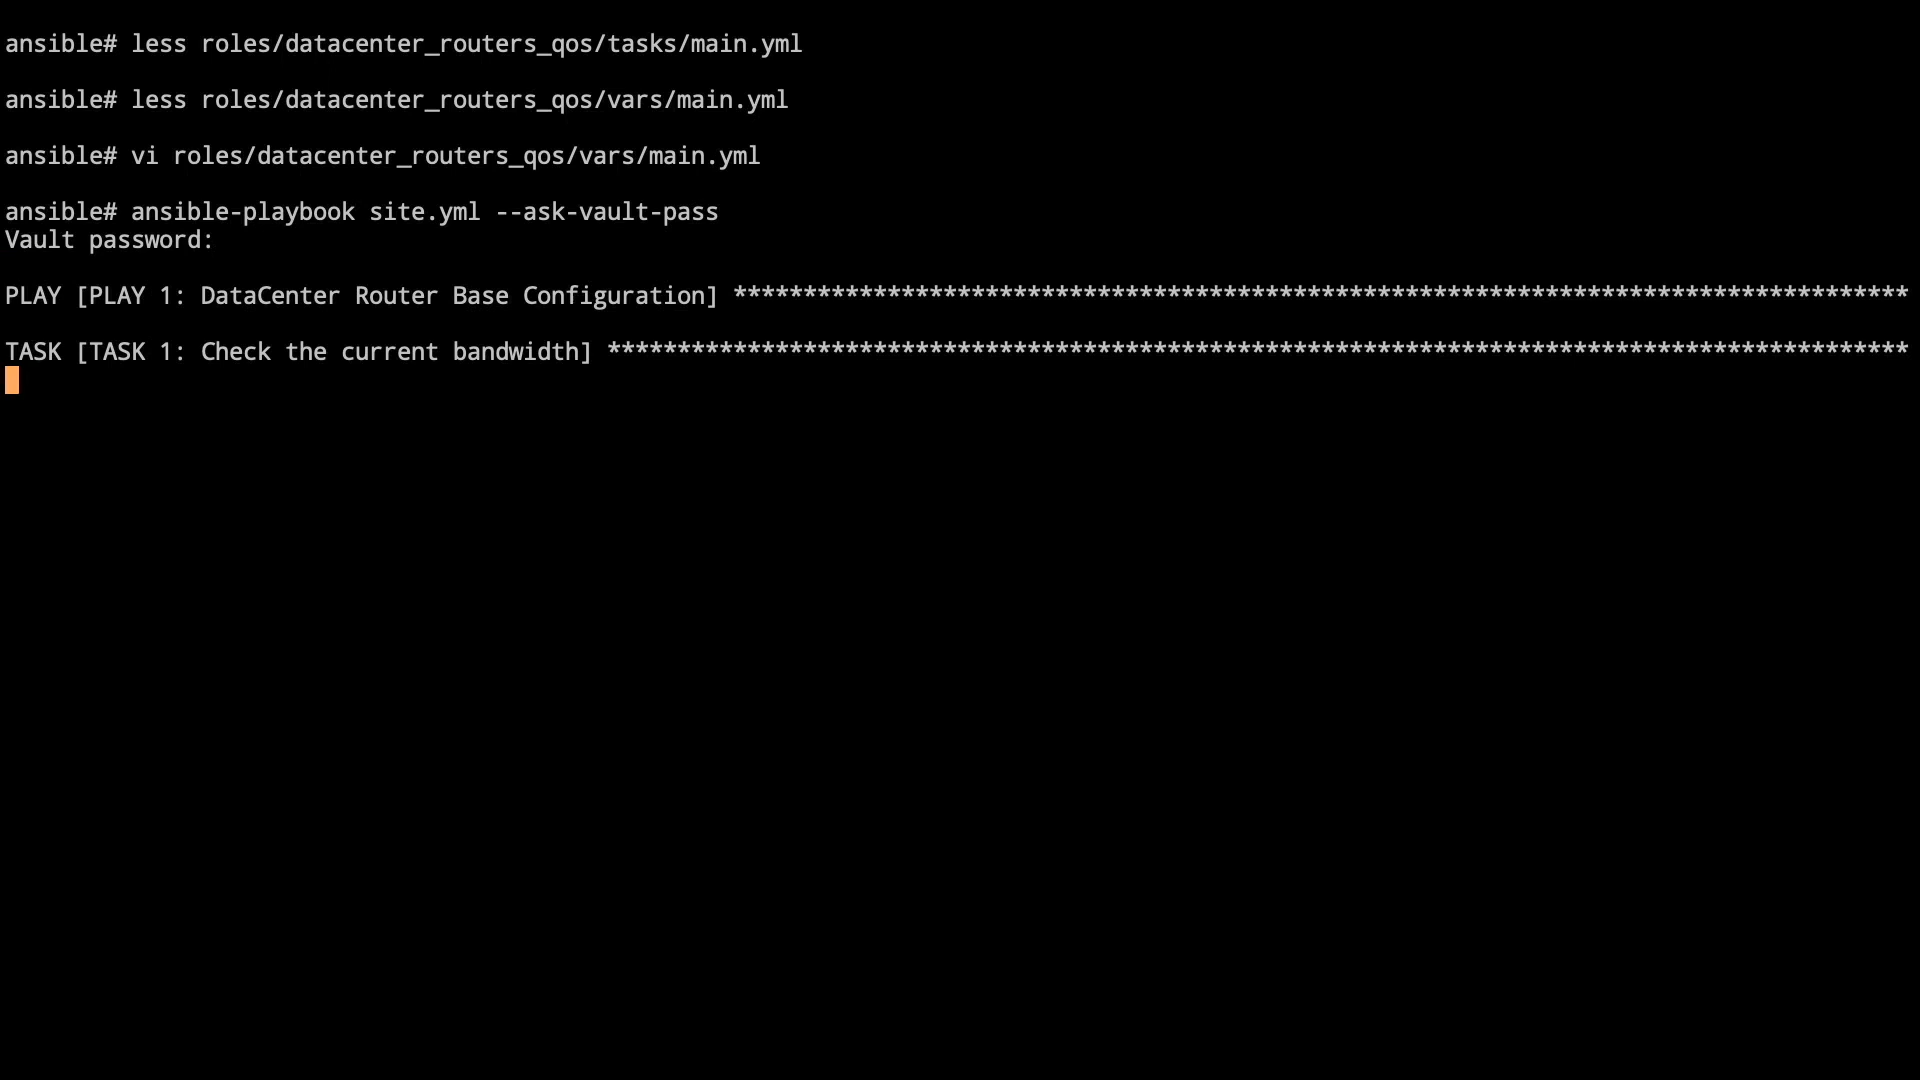 ansible# less roles/datacenter_routers_qos/tasks/main.yml
ansible# less roles/datacenter_routers_qos/vars/main.yml
ansible# vi roles/datacenter_routers_qos/vars/main.yml
ansible# ansible-playbook site.yml --ask-vault-pass
Vault password:
PLAY [PLAY 1: DataCenter Router Base Configuration] ************************************************************************************
TASK [TASK 1: Check the current bandwidth] *********************************************************************************************